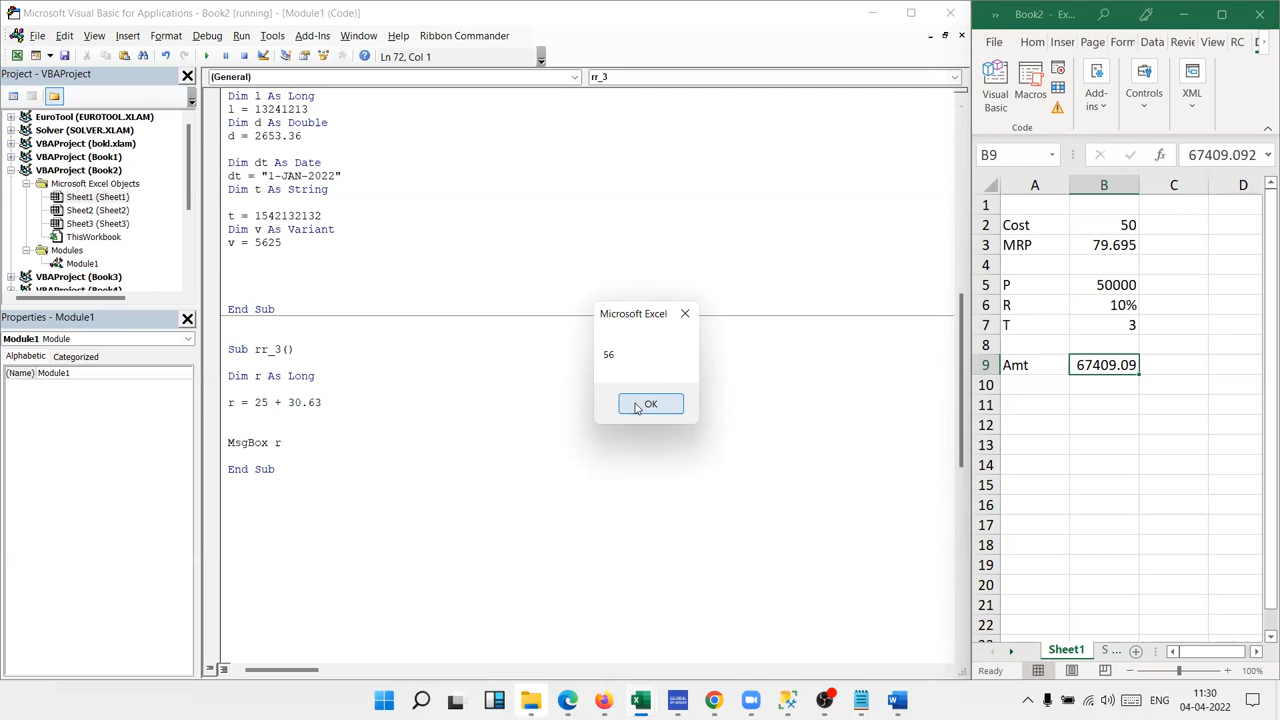 Microsoft Visual Basic for Applications - Book2 [running] - [Module1 (Code)]
File Edit View Insert Format Debug Run Tools Add-Ins Window Help Ribbon Commander
Ln 72, Col 1
Project - VBAProject
EuroTool (EUROTOOL.XLAM)
Solver (SOLVER.XLAM)
VBAProject (bold.xlam)
VBAProject (Book1)
VBAProject (Book2)
Microsoft Excel Objects
Sheet1 (Sheet1)
Sheet2 (Sheet2)
Sheet3 (Sheet3)
ThisWorkbook
Modules
Module1
VBAProject (Book3)
VBAProject (Book4)
Properties - Module1
Module1 Module
Alphabetic Categorized
(Name) Module1
(General)
rr_3
Dim l As Long
l = 13241213
Dim d As Double
d = 2653.36
Dim dt As Date
dt = "1-JAN-2022"
Dim t As String
t = 1542132132
Dim v As Variant
v = 5625
End Sub
Sub rr_3()
Dim r As Long
r = 25 + 30.63
MsgBox r
End Sub
Microsoft Excel
56
OK
Book2 - Ex...
File Hom Inser Page Form Data Revie View RC D
Visual Basic
Macros
Add-ins
Controls
XML
Code
B9
fx
67409.092
A B C D
1
2 Cost 50
3 MRP 79.695
4
5 P 50000
6 R 10%
7 T 3
8
9 Amt 67409.09
10
11
12
13
14
15
16
17
18
19
20
21
22
Sheet1 S ...
Ready
100%
ENG
11:30
04-04-2022